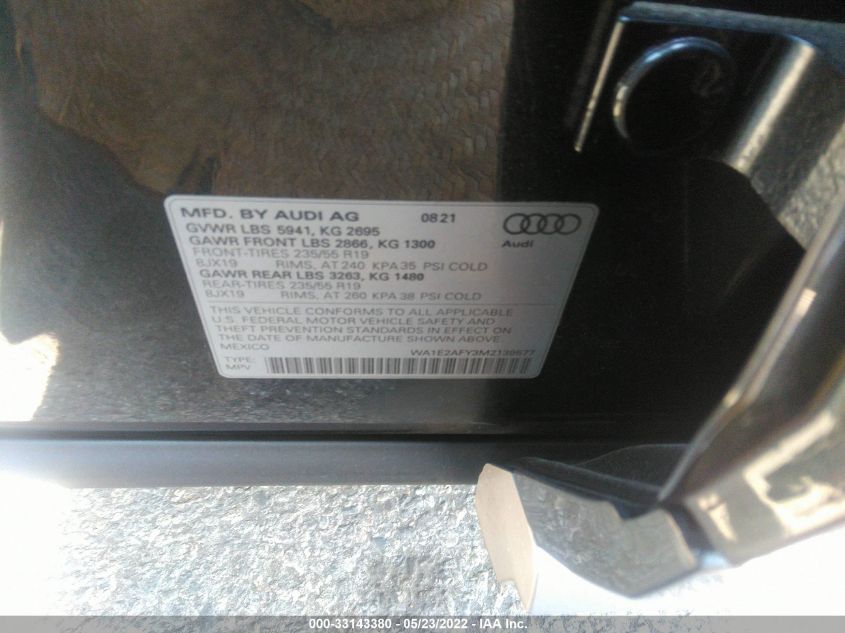 MFD. BY AUDI AG 0821
GVWR LBS 5941, KG 2695
GAWR FRONT LBS 2866, KG 1300
FRONT-TIRES 235/55 R19
8JX19 RIMS, AT 240 KPA 35 PSI COLD
GAWR REAR LBS 3263, KG 1480
REAR-TIRES 235/55 R19
8JX19 RIMS, AT 260 KPA 38 PSI COLD
Audi
THIS VEHICLE CONFORMS TO ALL APPLICABLE
U.S. FEDERAL MOTOR VEHICLE SAFETY AND
THEFT PREVENTION STANDARDS IN EFFECT ON
THE DATE OF MANUFACTURE SHOWN ABOVE.
MEXICO WA1E2AFY3M2139577
TYPE:
MPV
000-33143380 - 05/23/2022 - IAA Inc.